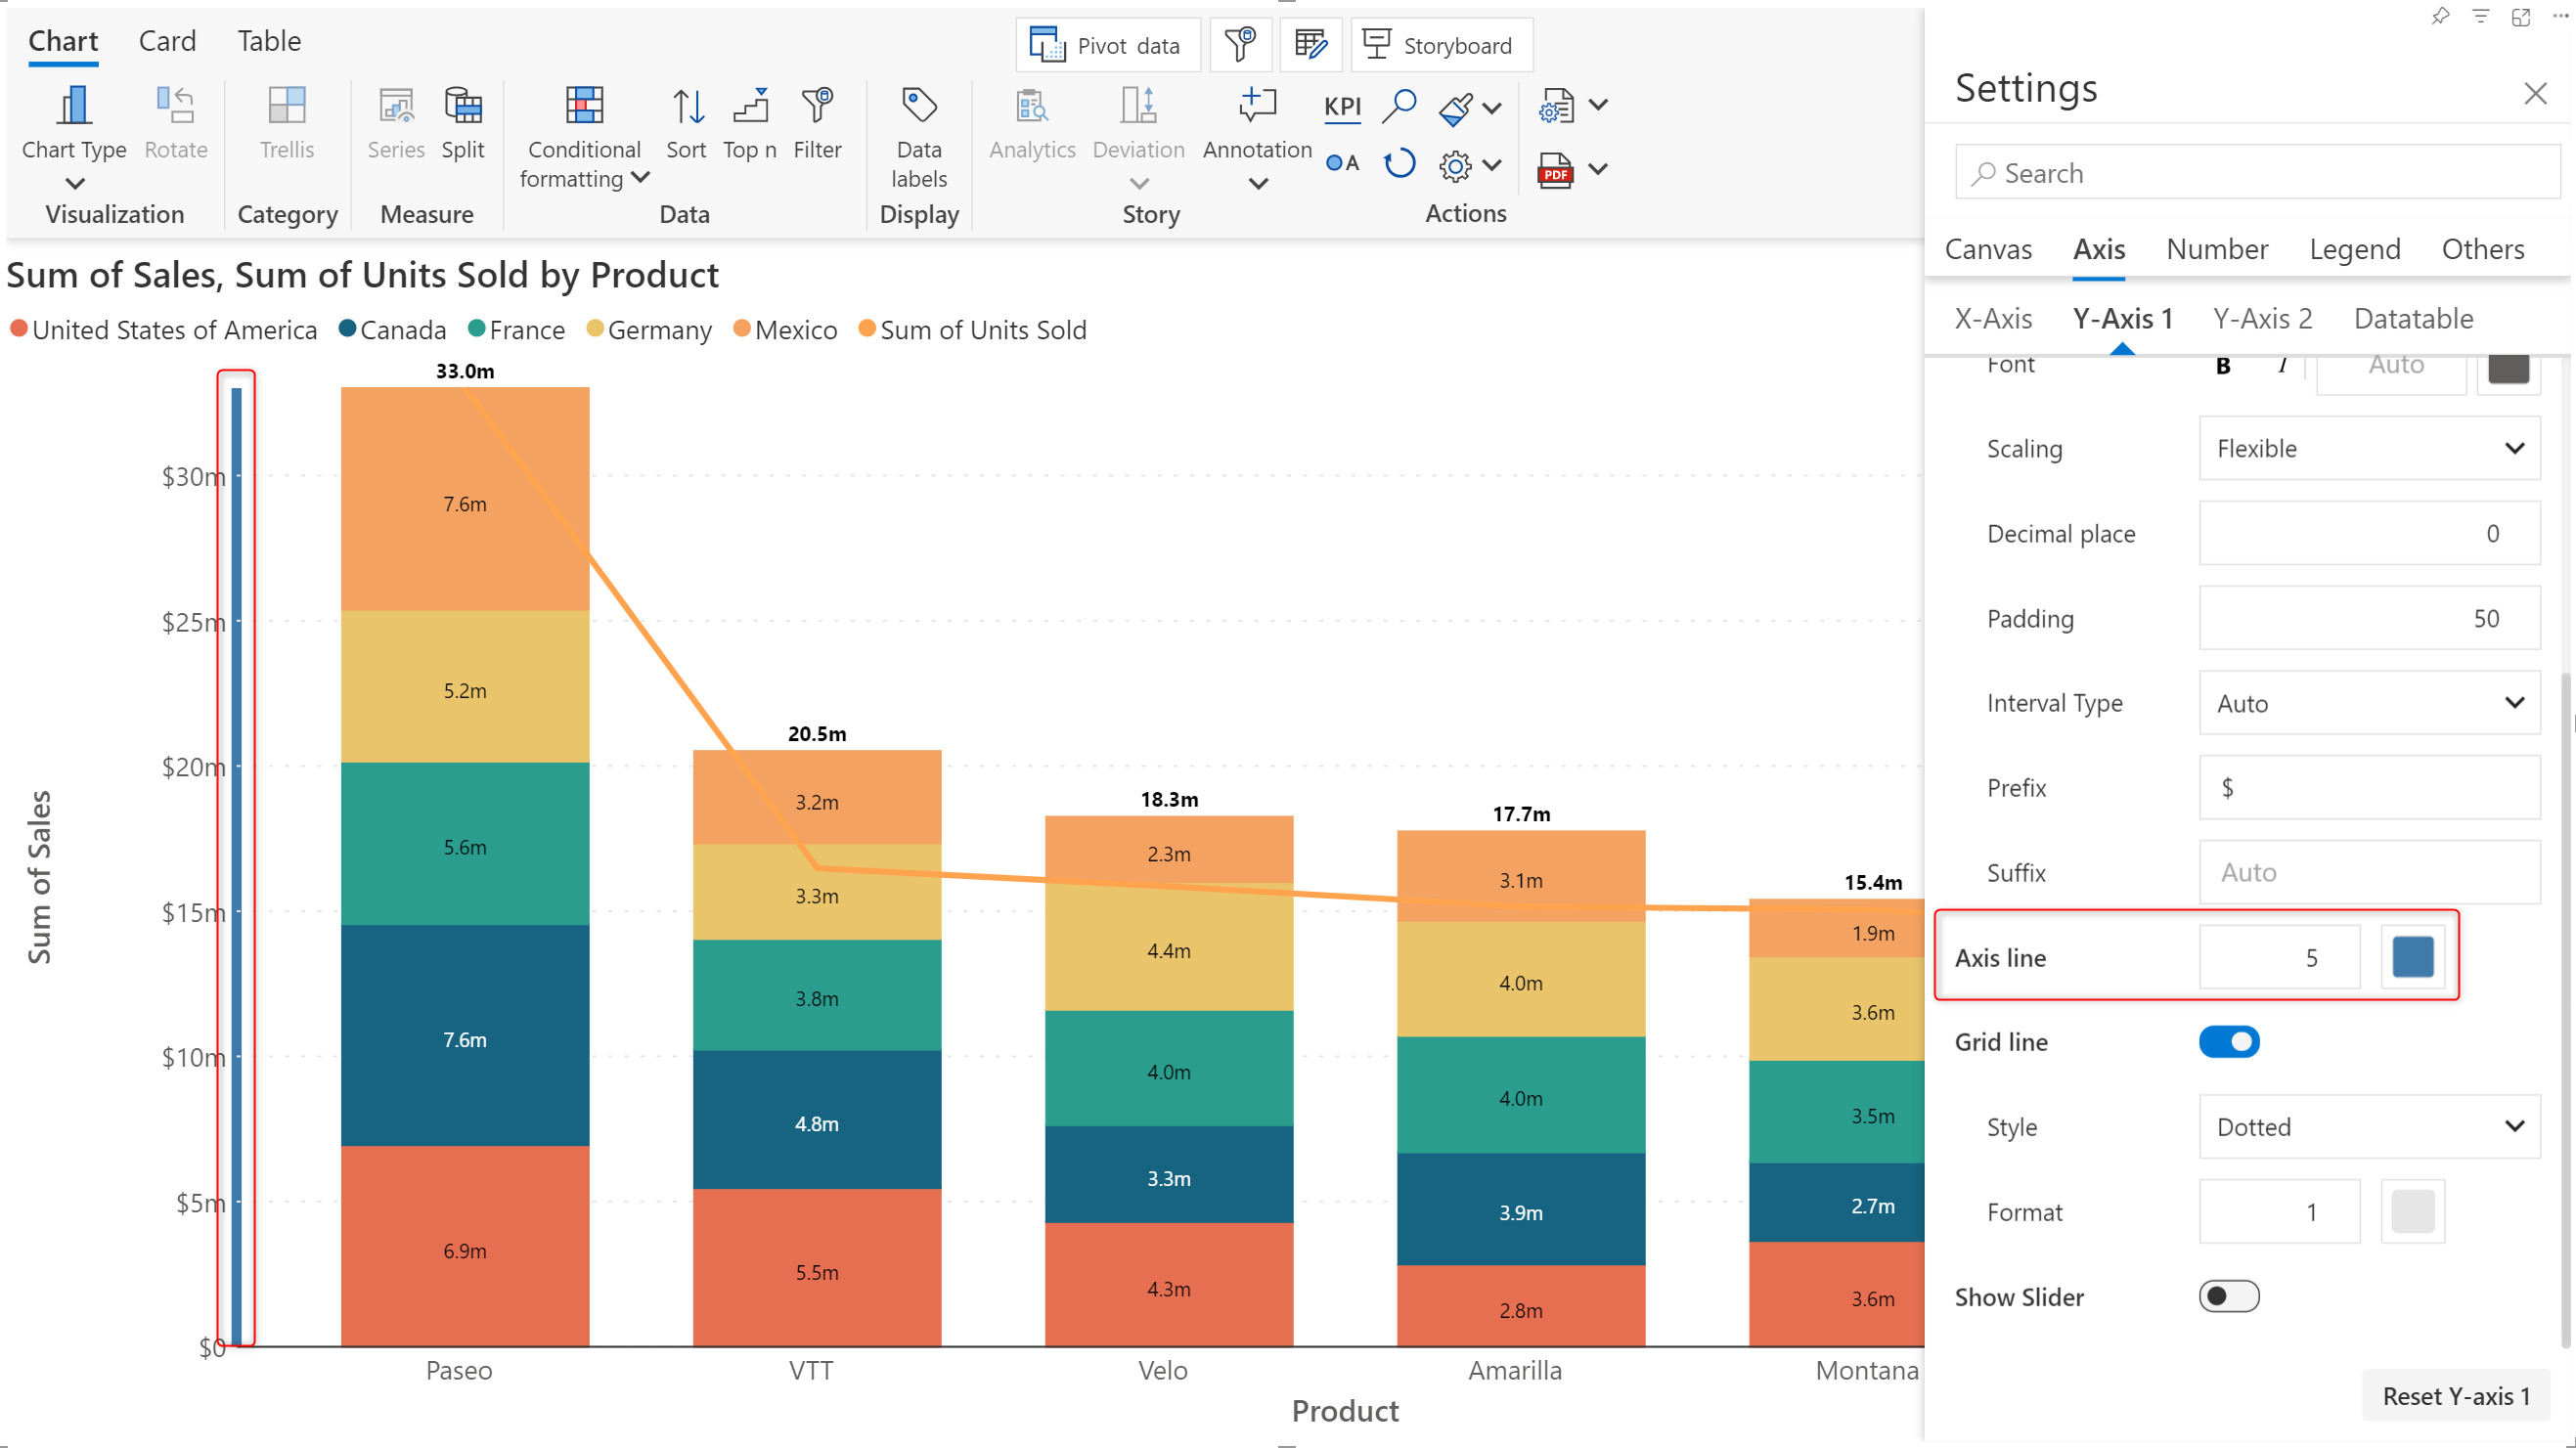 Chart Card Table
Pivot data Storyboard
Chart Type Rotate Trellis Series Split Conditional formatting Sort Top n Filter Data labels Analytics Deviation Annotation KPI A PDF
Visualization Category Measure Data Display Story Actions
Settings
Search
Canvas Axis Number Legend Others
X-Axis Y-Axis 1 Y-Axis 2 Datatable
Font B I Auto
Scaling Flexible
Decimal place 0
Padding 50
Interval Type Auto
Prefix $
Suffix Auto
Axis line 5
Grid line
Style Dotted
Format 1
Show Slider
Reset Y-axis 1
Sum of Sales, Sum of Units Sold by Product
United States of America Canada France Germany Mexico Sum of Units Sold
Sum of Sales
$30m
$25m
$20m
$15m
$10m
$5m
$0
33.0m
7.6m
5.2m
5.6m
7.6m
6.9m
20.5m
3.2m
3.3m
3.8m
4.8m
5.5m
18.3m
2.3m
4.4m
4.0m
3.3m
4.3m
17.7m
3.1m
4.0m
4.0m
3.9m
2.8m
15.4m
1.9m
3.6m
3.5m
2.7m
3.6m
Paseo VTT Velo Amarilla Montana
Product